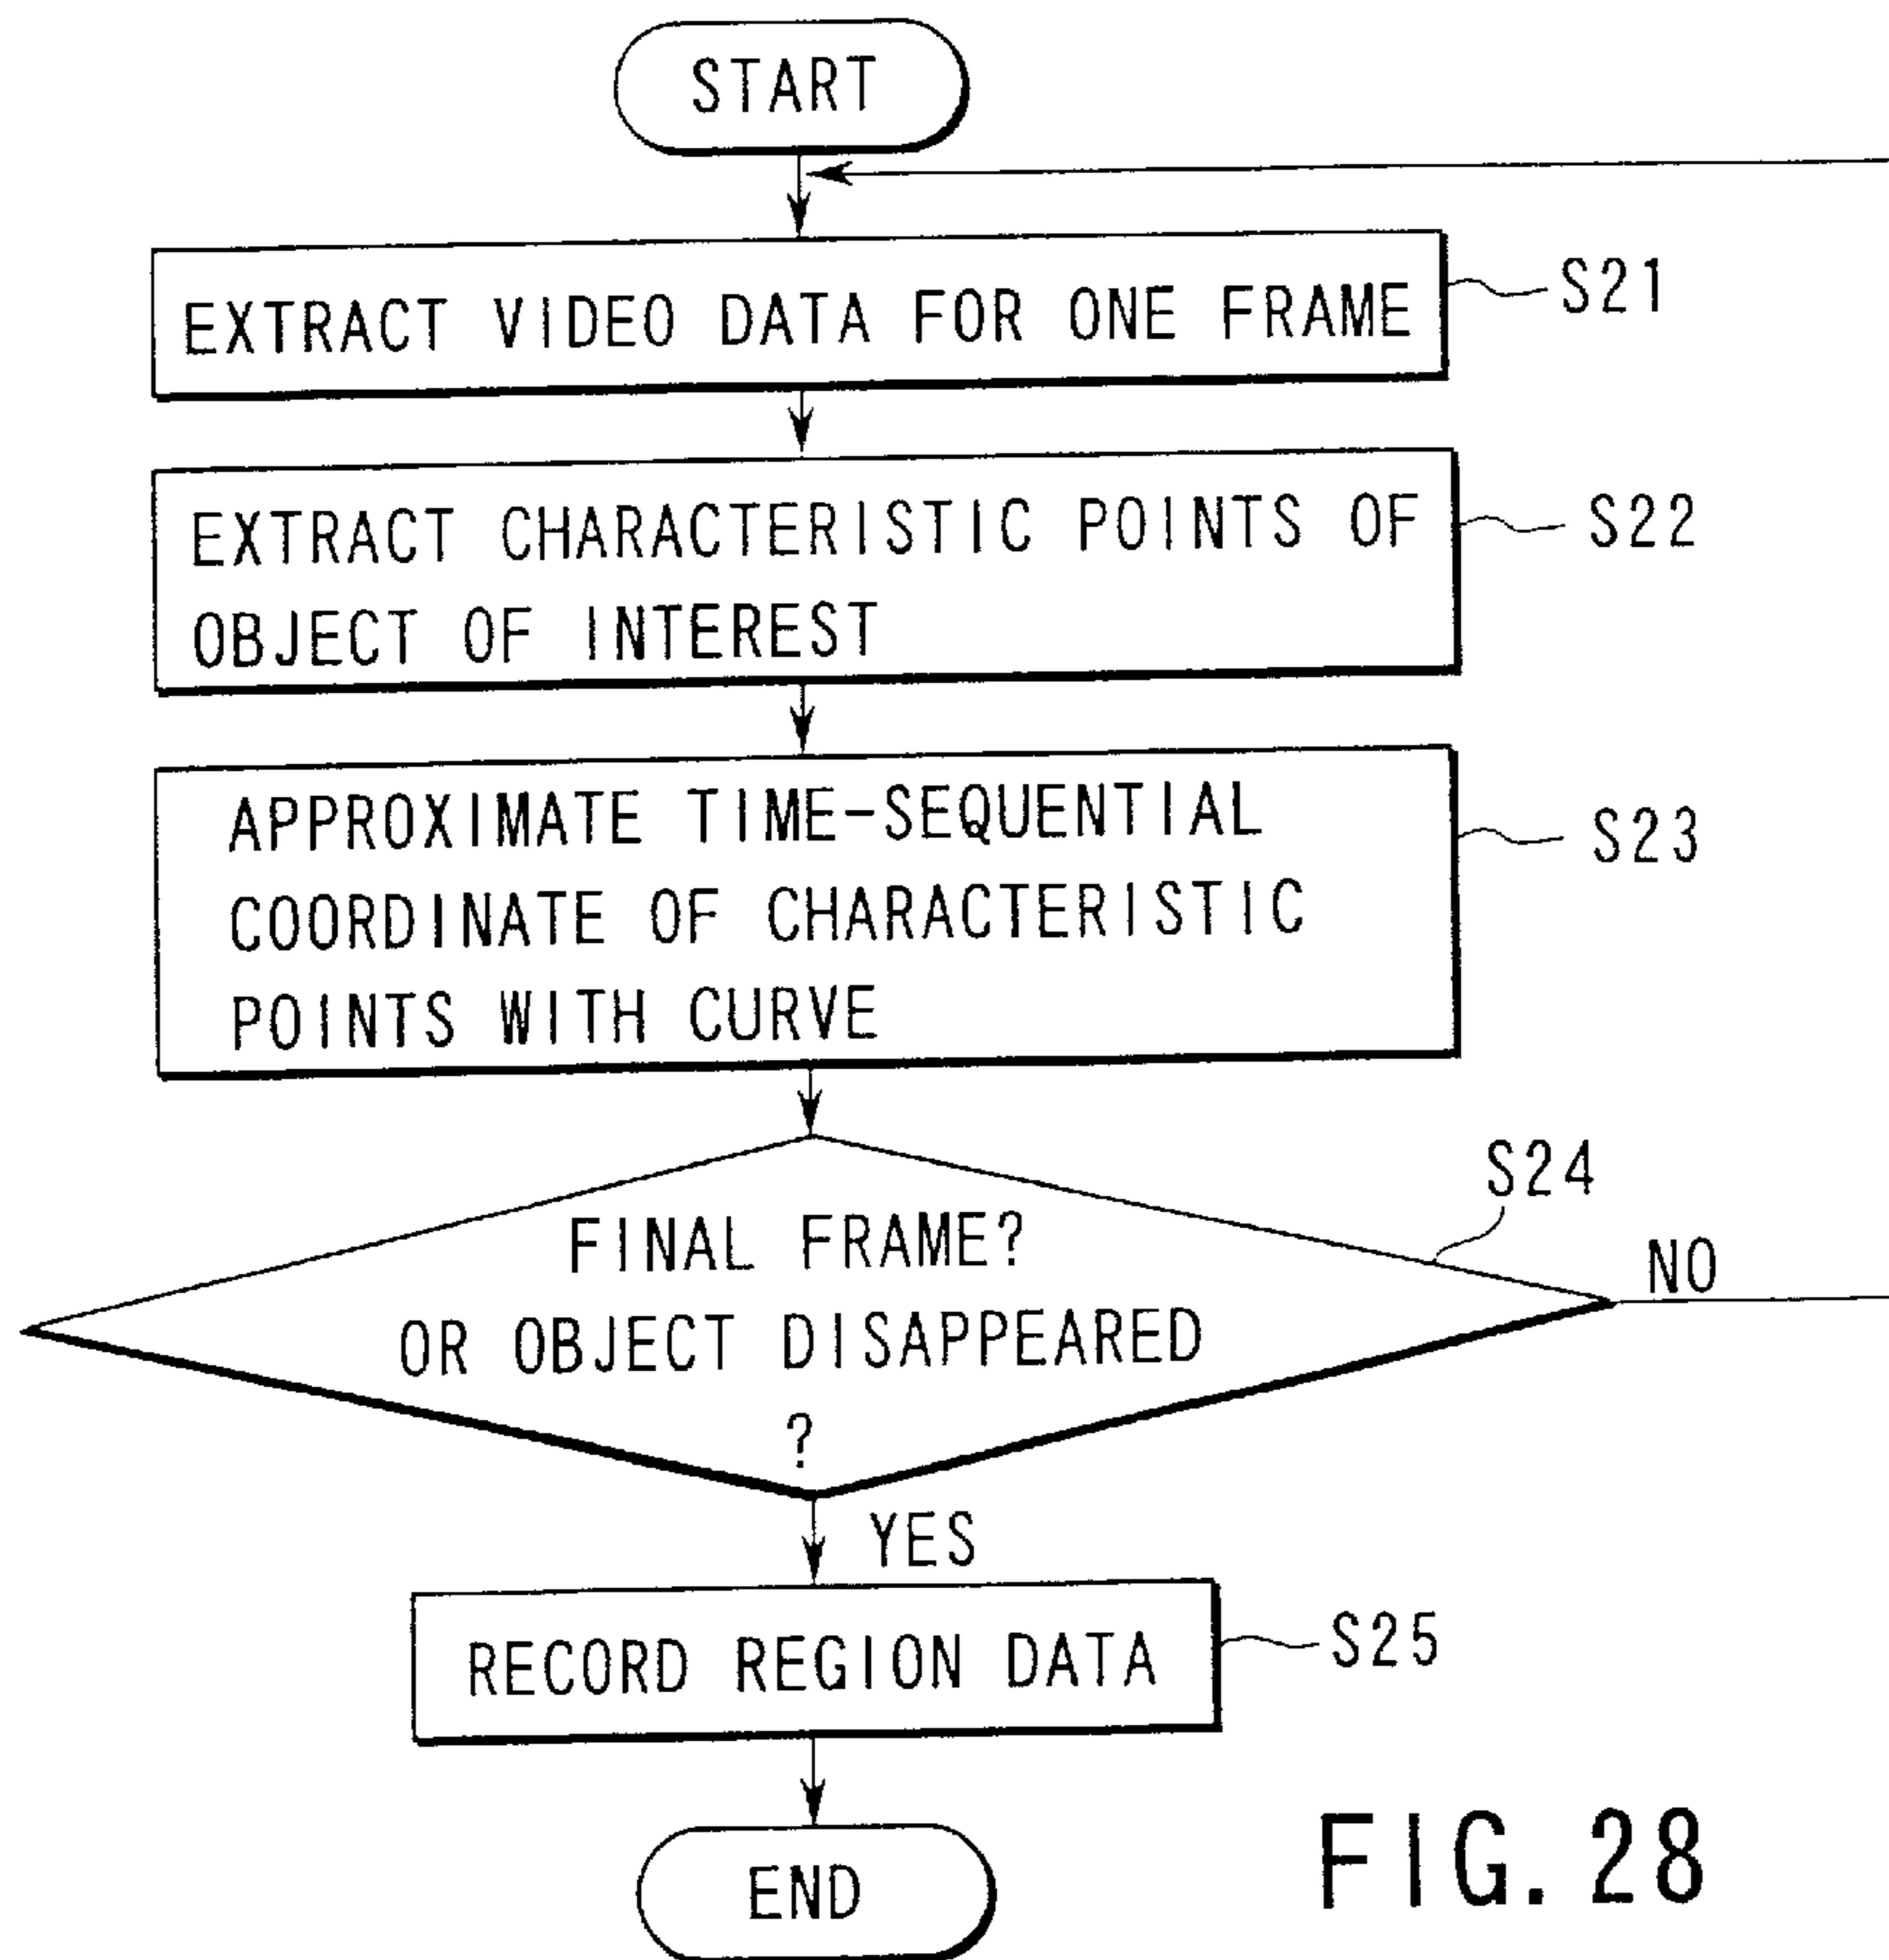 START
EXTRACT VIDEO DATA FOR ONE FRAME
S21
EXTRACT CHARACTERISTIC POINTS OF
OBJECT OF INTEREST
S22
APPROXIMATE TIME-SEQUENTIAL
COORDINATE OF CHARACTERISTIC
POINTS WITH CURVE
S23
S24
FINAL FRAME?
OR OBJECT DISAPPEARED
?
NO
YES
RECORD REGION DATA
S25
END
FIG. 28